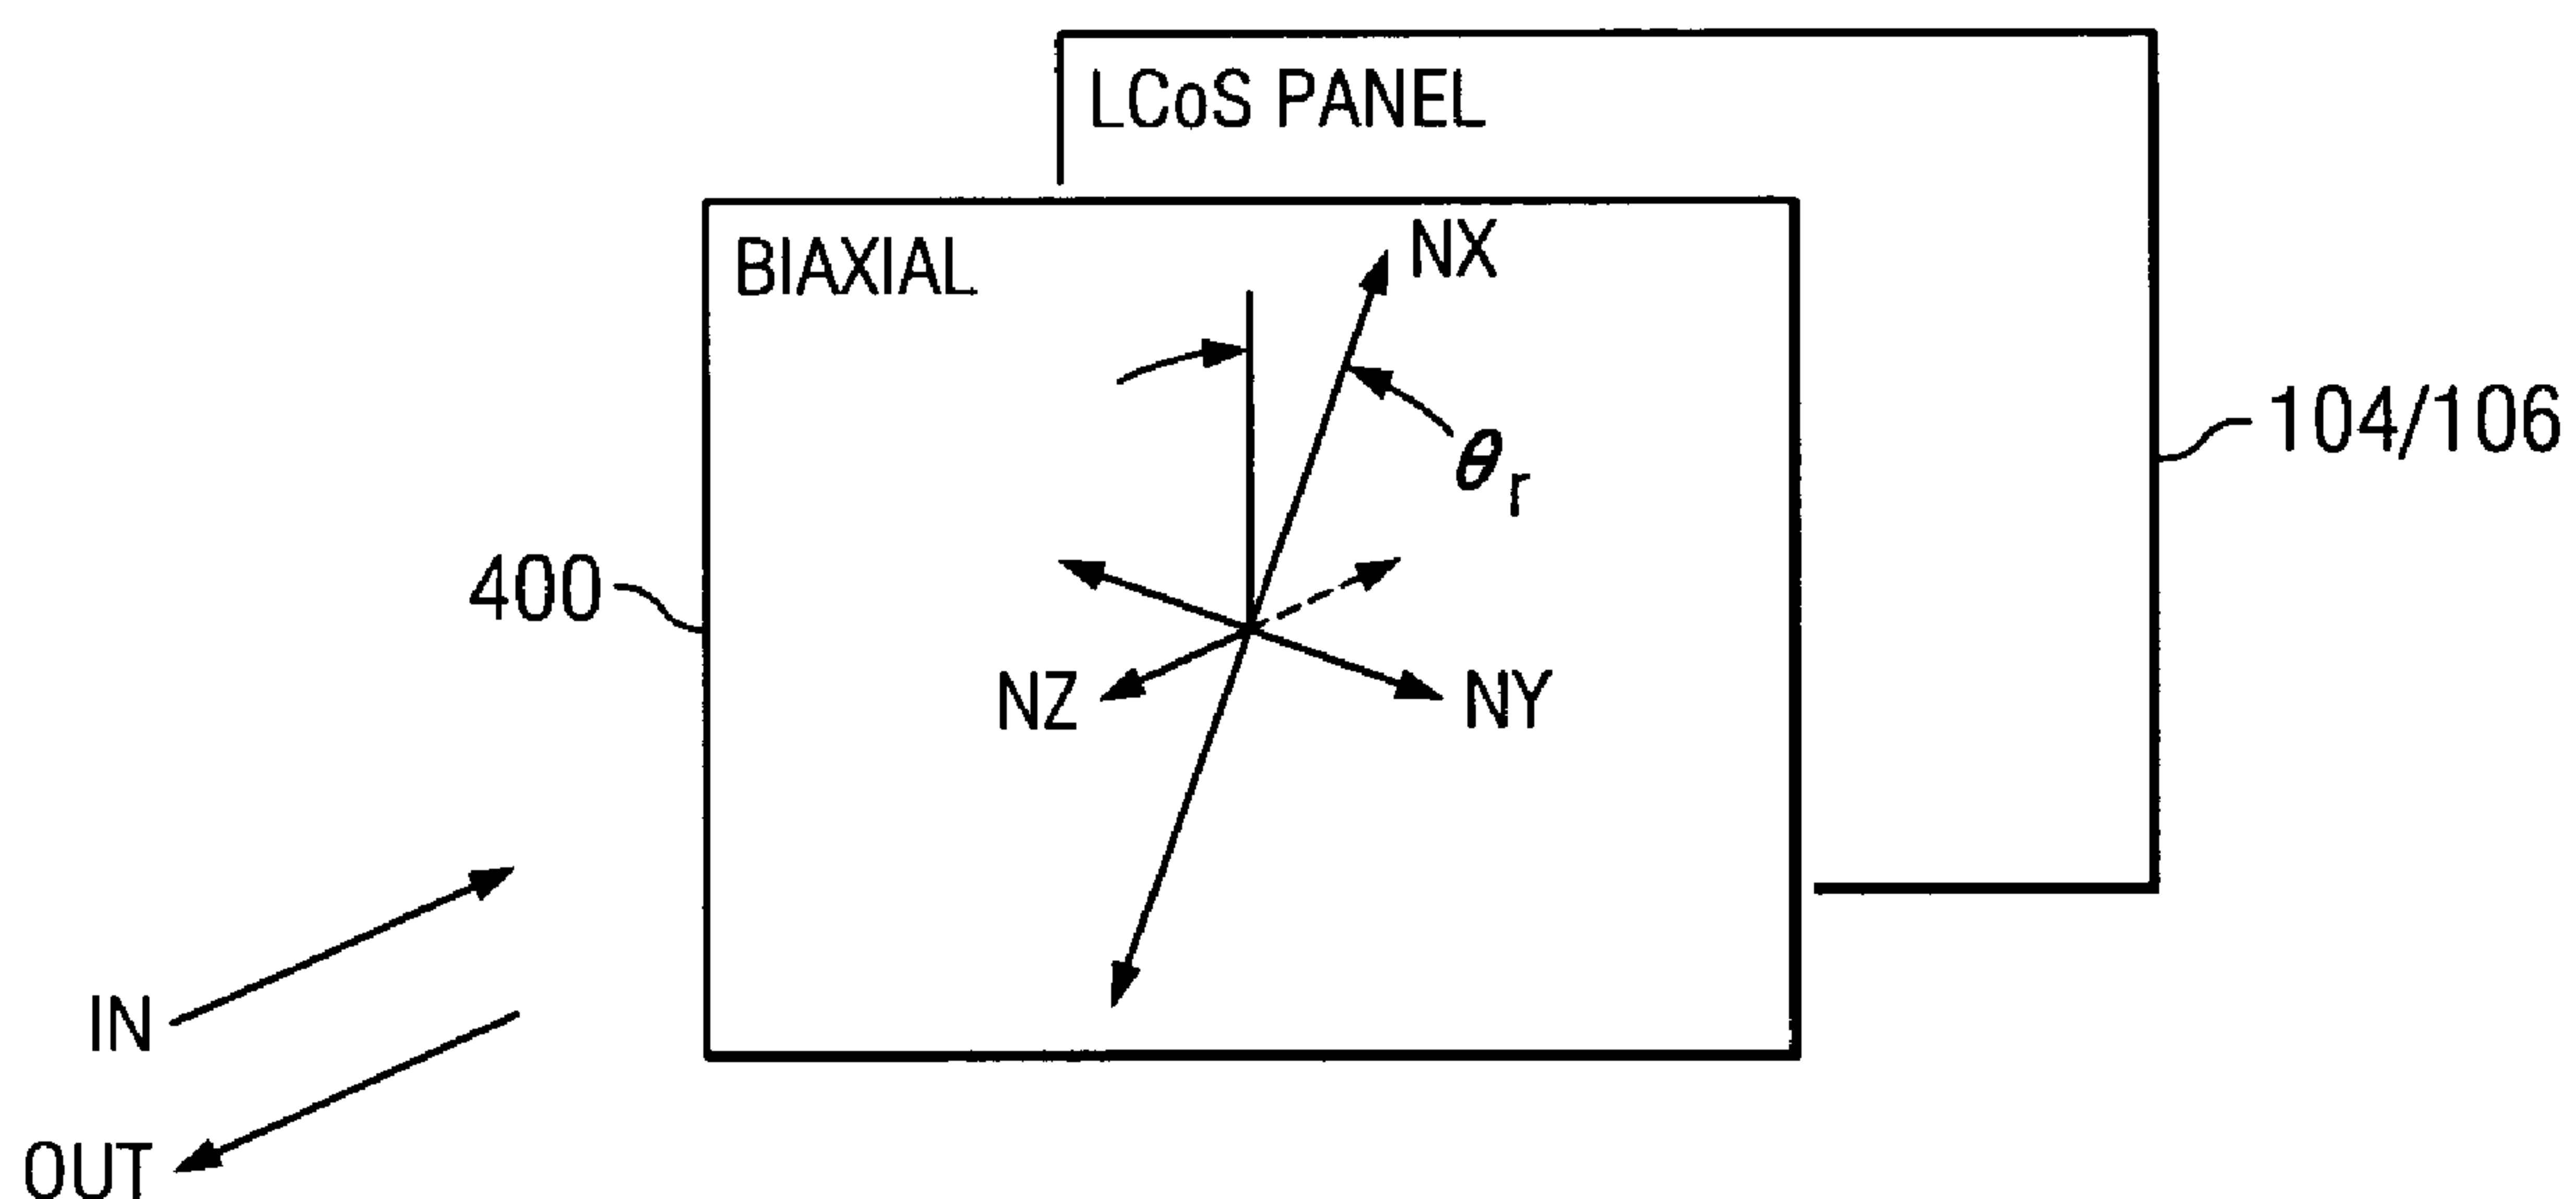 LCoS PANEL
BIAXIAL
NX
θr
104/106
400
NZ
NY
IN
OUT